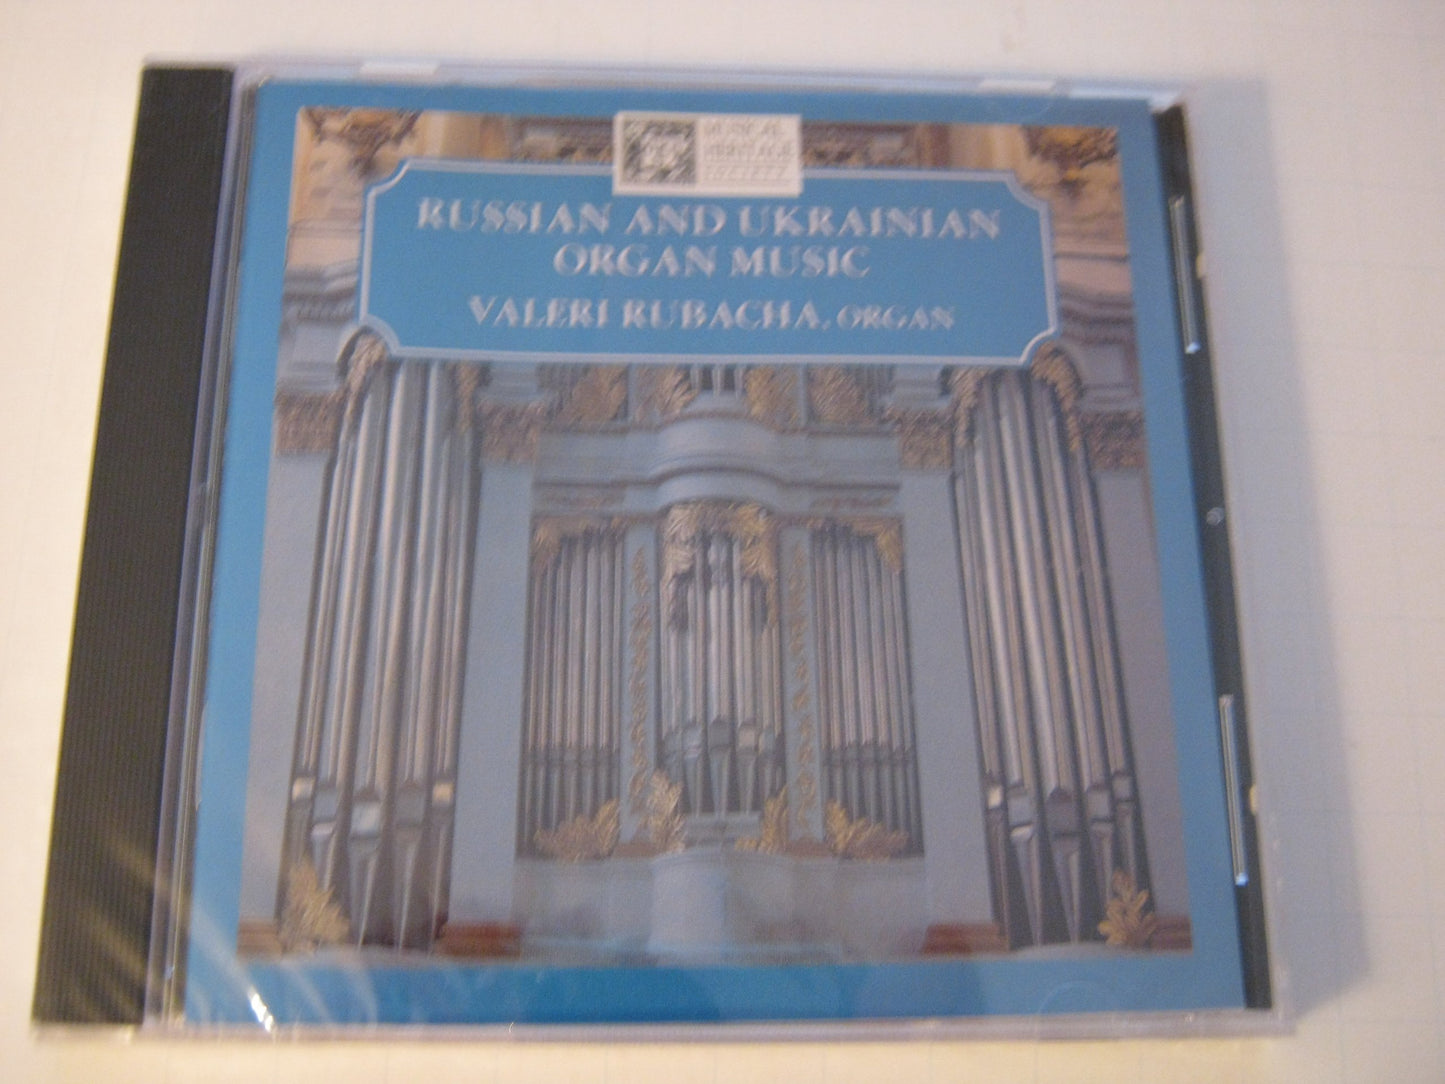 MUSICAL
HERITAGE
SOCIETY
RUSSIAN AND UKRAINIAN
ORGAN MUSIC
VALERI RUBACHA, ORGAN